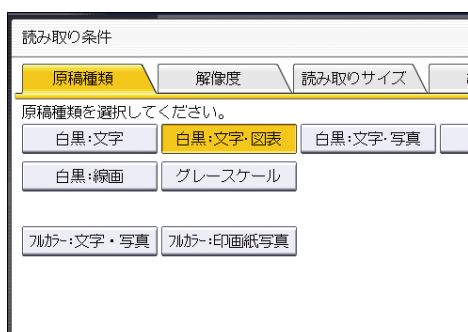 読み取り条件
原稿種類 解像度 読み取りサイズ
原稿種類を選択してください。
白黒:文字 白黒:文字・図表 白黒:文字・写真
白黒:線画 グレースケール
フルカラー:文字・写真 フルカラー:印画紙写真